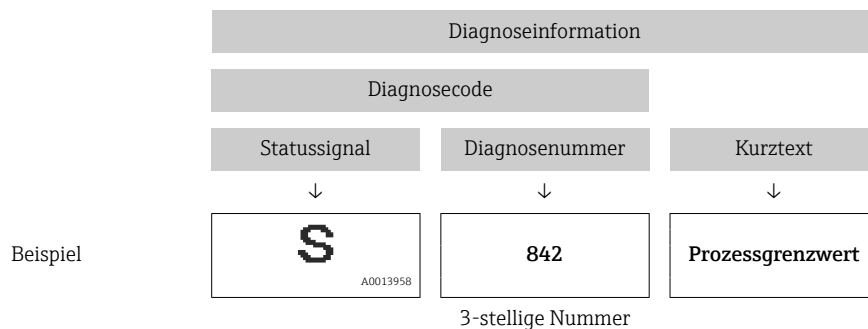 Diagnoseinformation
Diagnosecode
Statussignal Diagnosenummer Kurztext
↓ ↓ ↓
Beispiel S 842 Prozessgrenzwert
A0013958
3-stellige Nummer